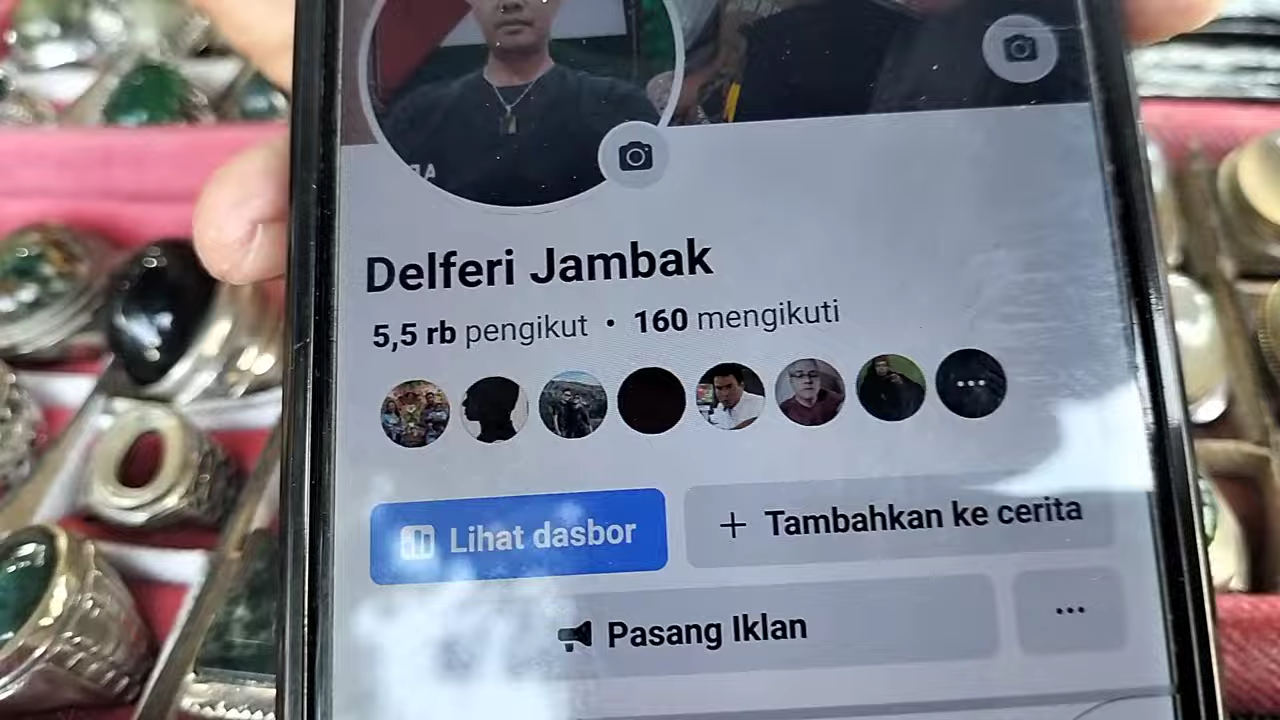 Delferi Jambak
5,5 rb pengikut • 160 mengikuti
Lihat dasbor
+ Tambahkan ke cerita
Pasang Iklan